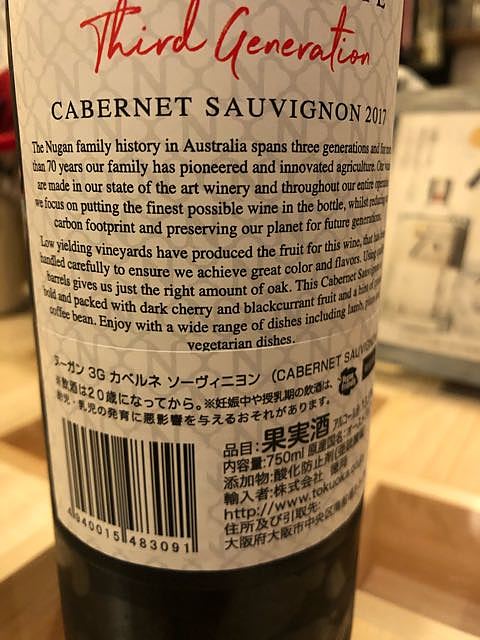 Third Generation
CABERNET SAUVIGNON 2017
The Nugan family history in Australia spans three generations and for
than 70 years our family has pioneered and innovated agriculture. Our
are made in our state of the art winery and throughout our entire
we focus on putting the finest possible wine in the bottle, whilst
carbon footprint and preserving our planet for future generations.
Low yielding vineyards have produced the fruit for this wine, that
handled carefully to ensure we achieve great color and flavors. Using
barrels gives us just the right amount of oak. This Cabernet Sauvignon
bold and packed with dark cherry and blackcurrant fruit and a hint of
coffee bean. Enjoy with a wide range of dishes including lamb,
vegetarian dishes.
ヌーガン 3G カベルネ ソーヴィニヨン (CABERNET SAUVIGN
※飲酒は20歳になってから。※妊娠中や授乳期の飲酒は、
胎児・乳児の発育に悪影響を与えるおそれがあります。
品目:果実酒
内容量:750ml 原産国名:
添加物:酸化防止剤
輸入者:株式会社 徳岡
http://www.tokuoka.
住所及び引取先:
大阪府大阪市中央区
4940015483091